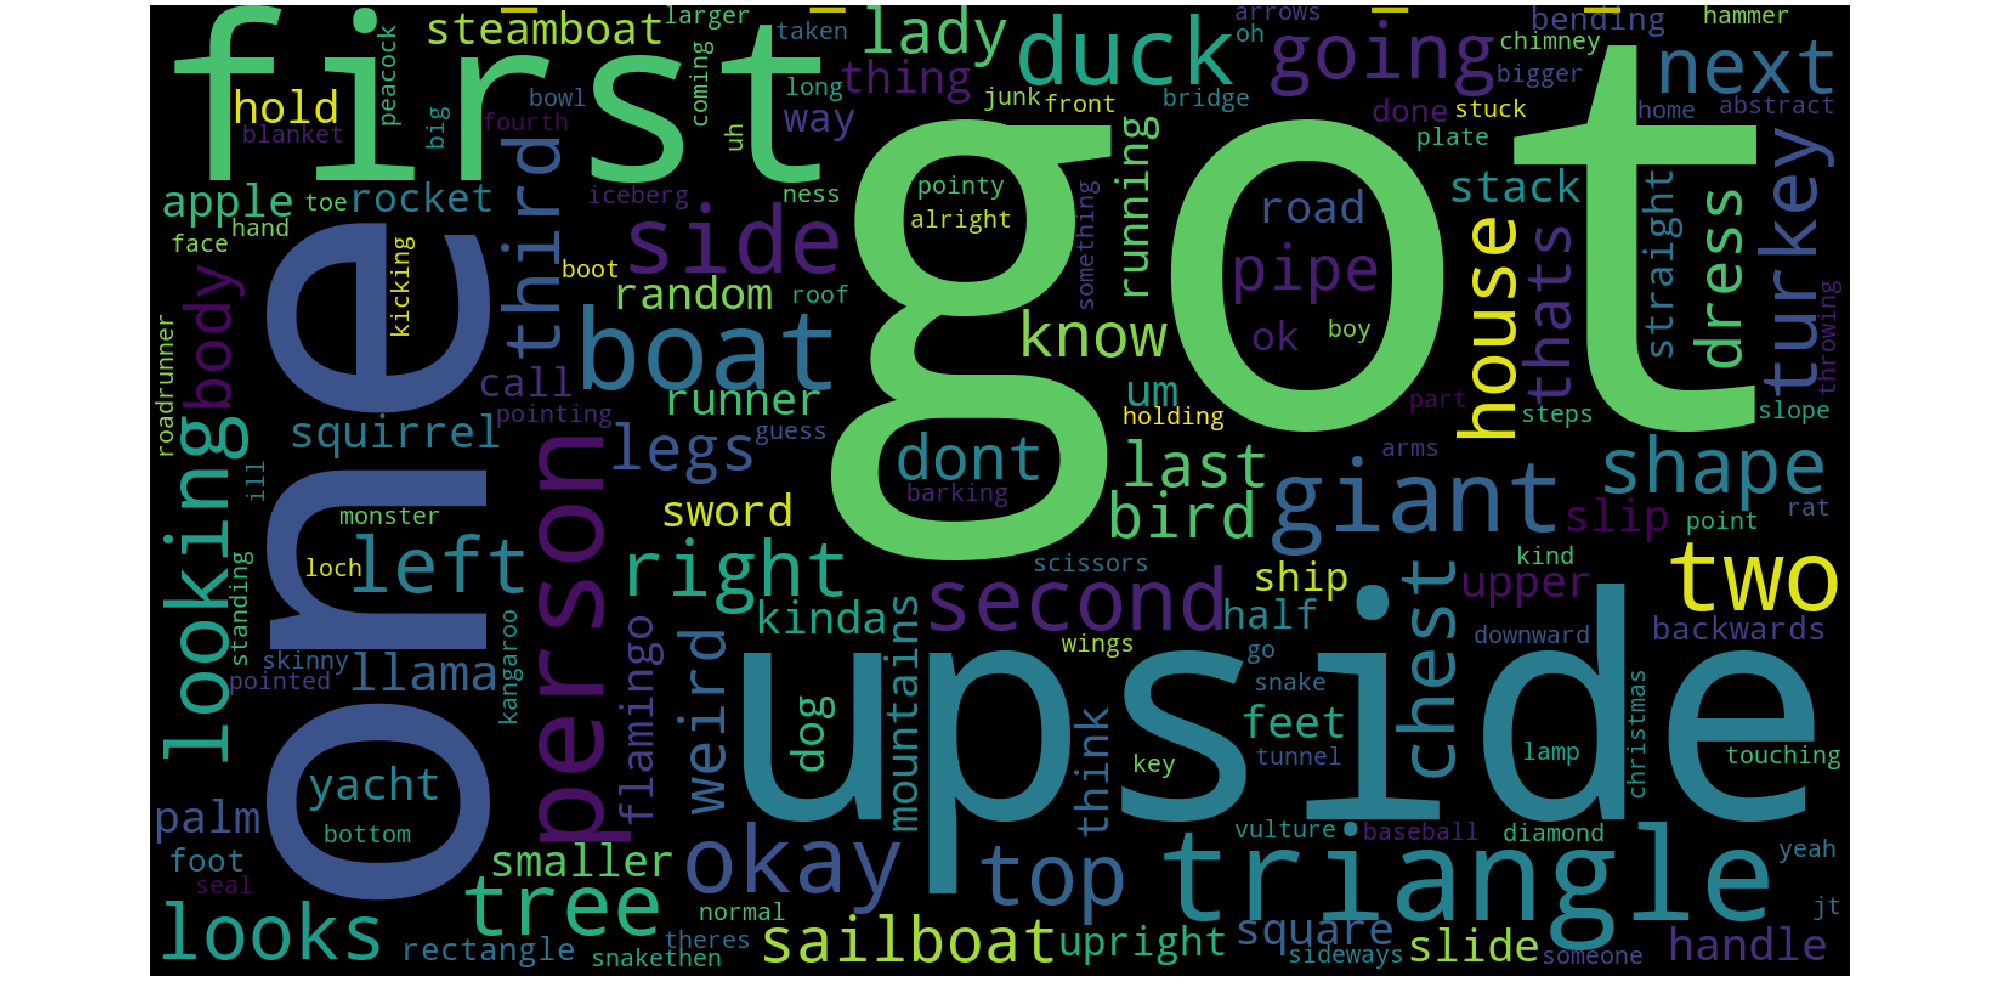 first
steamboat
larger
taken
lady
duck
arrows
oh
going
bending
hammer
chimney
next
peacock
hold
blanket
big
bowl
fourth
coming
uh
thing
long
way
junk
front
bridge
bigger
done
stuck
plate
home
abstract
got
apple
toe
rocket
third
iceberg
ness
pointy
alright
something
running
road
pipe
ok
boy
stack
house
thats
straight
dress
turkey
throwing
face
hand
kicking
boot
side
random
roof
roadrunner
body
one
call
boat
runner
know
um
holding
part
steps
slope
squirrel
pointing
legs
guess
dont
barking
last
bird
arms
giant
shape
slip
point
rat
looking
ill
monster
person
sword
loch
left
standing
right
scissors
second
ship
kind
upper
two
kinda
half
chest
downward
backwards
skinny
pointed
llama
kangaroo
flamingo
weird
mountains
wings
go
snake
upside
feet
tunnel
christmas
lamp
touching
dog
think
key
yacht
bottom
palm
foot
seal
smaller
tree
okay
top
vulture
baseball
diamond
yeah
triangle
looks
rectangle
normal
theres
snakethen
sailboat
upright
square
sideways
slide
someone
handle
jt